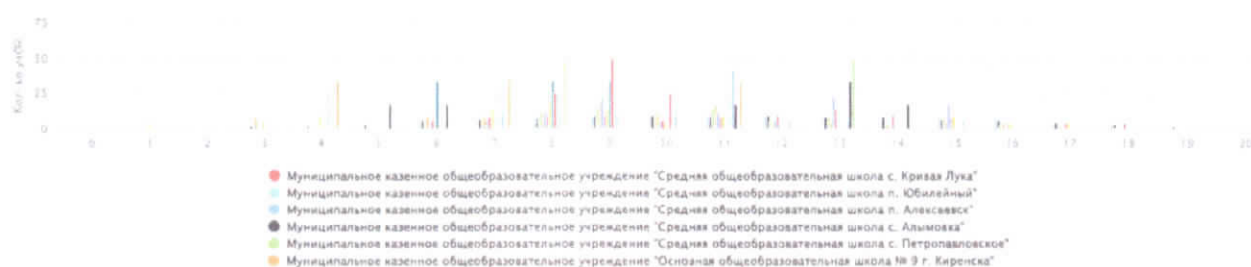 75
50
25
0
Кол-во уч(%)
0 1 2 3 4 5 6 7 8 9 10 11 12 13 14 15 16 17 18 19 20
Муниципальное казенное общеобразовательное учреждение "Средняя общеобразовательная школа с. Кривая Лука"
Муниципальное казенное общеобразовательное учреждение "Средняя общеобразовательная школа п. Юбилейный"
Муниципальное казенное общеобразовательное учреждение "Средняя общеобразовательная школа п. Алексеевск"
Муниципальное казенное общеобразовательное учреждение "Средняя общеобразовательная школа с. Алымовка"
Муниципальное казенное общеобразовательное учреждение "Средняя общеобразовательная школа с. Петропавловское"
Муниципальное казенное общеобразовательное учреждение "Основная общеобразовательная школа № 9 г. Киренска"